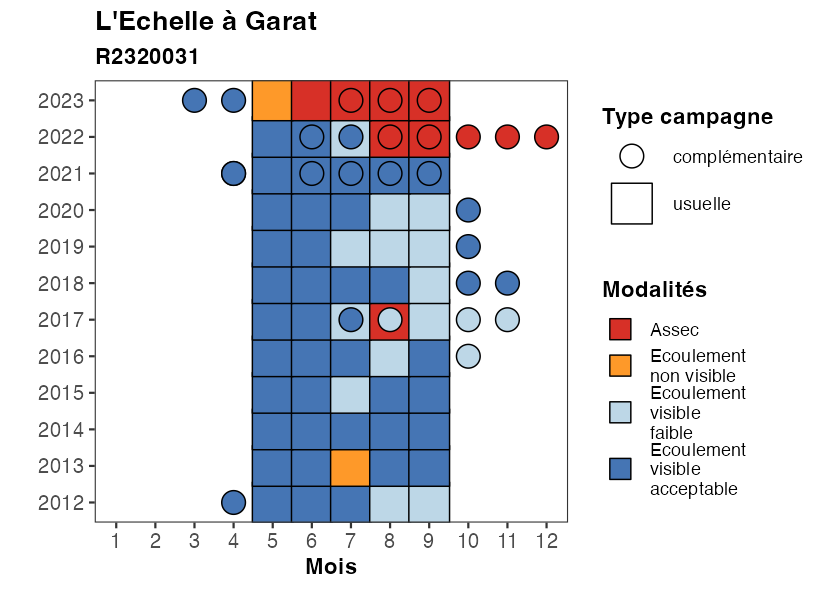 L'Echelle à Garat
R2320031
2023
2022
2021
2020
2019
2018
2017
2016
2015
2014
2013
2012
1 2 3 4 5 6 7 8 9 10 11 12
Mois
Type campagne
complémentaire
usuelle
Modalités
Assec
Ecoulement
non visible
Ecoulement
visible
faible
Ecoulement
visible
acceptable